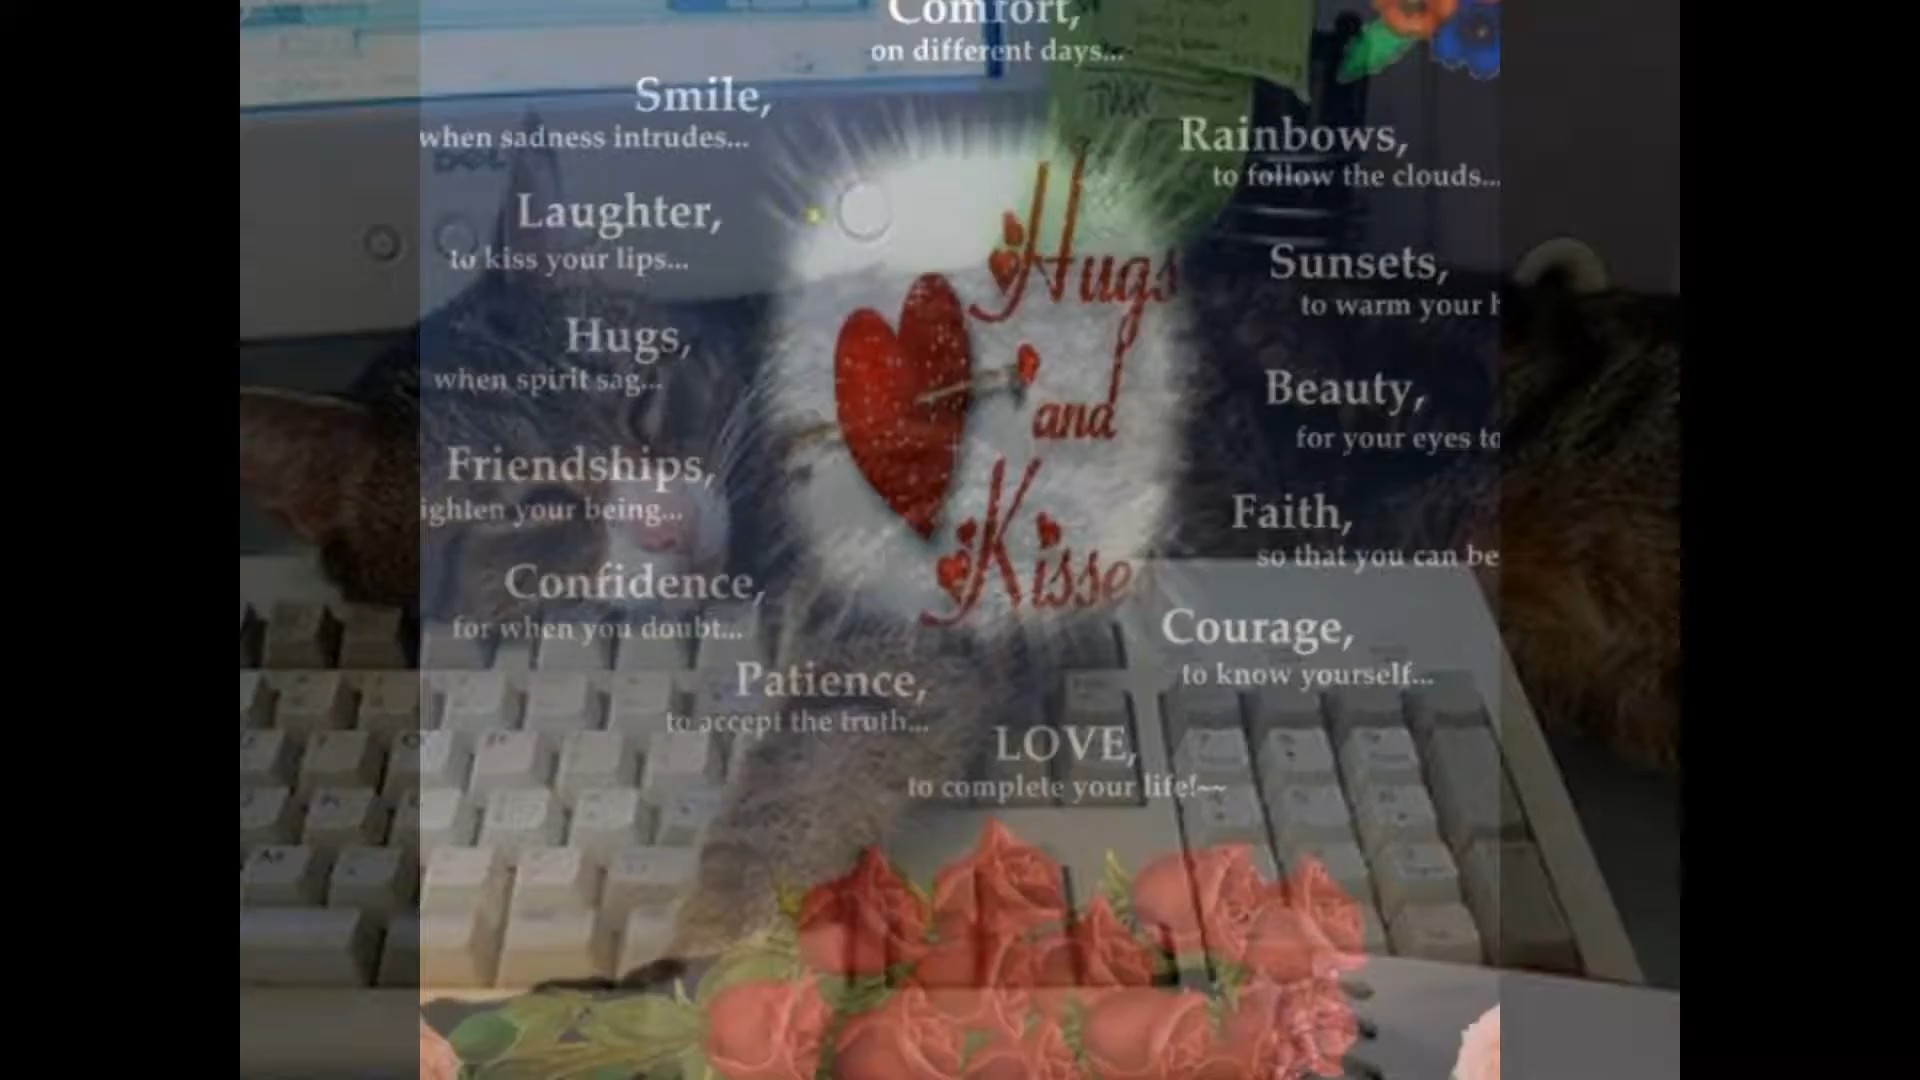 Comfort,
on different days...
Smile,
when sadness intrudes...
Laughter,
to kiss your lips...
Hugs,
when spirit sag...
Friendships,
ighten your being...
Confidence,
for when you doubt...
Patience,
to accept the truth...
LOVE,
to complete your life!~~
Rainbows,
to follow the clouds...
Sunsets,
to warm your h
Beauty,
for your eyes to
Faith,
so that you can be
Courage,
to know yourself...
Hugs
and
Kisse
DELL